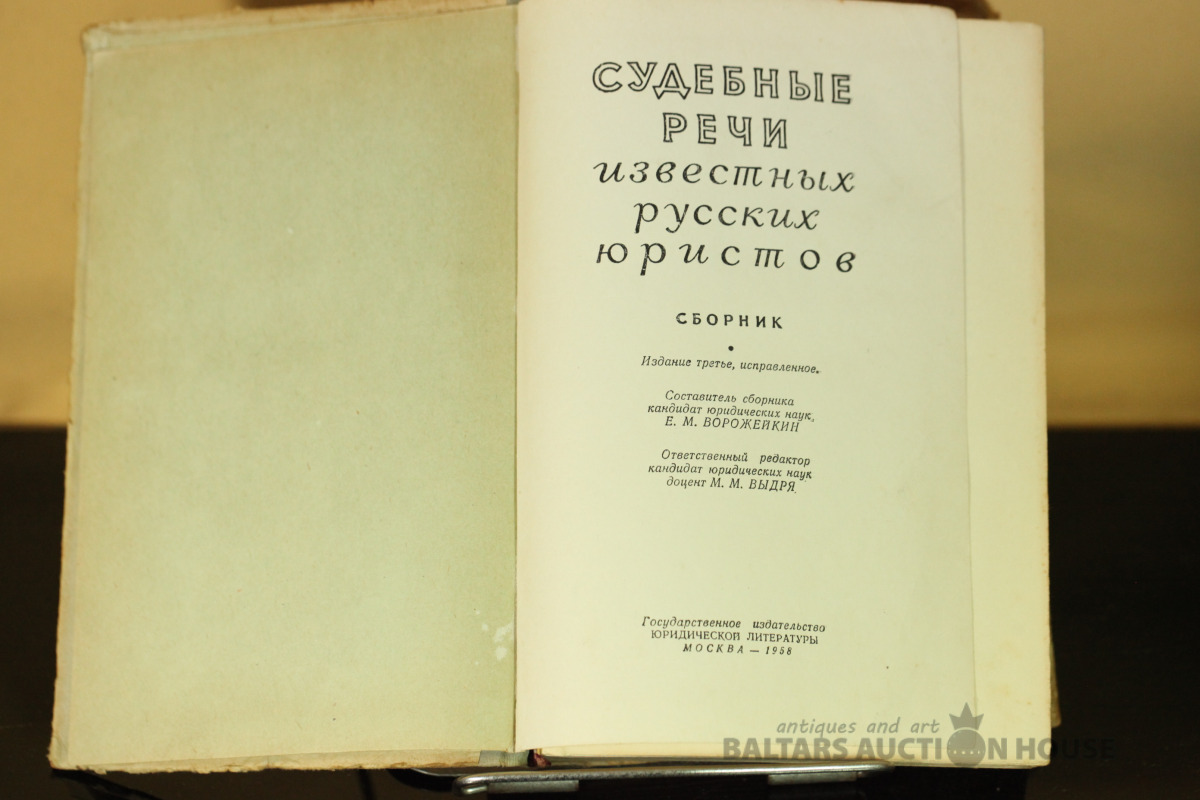 СУДЕБНЫЕ
РЕЧИ
известных
русских
юристов
СБОРНИК
•
Издание третье, исправленное.
Составитель сборника
кандидат юридических наук
Е. М. ВОРОЖЕЙКИН
Ответственный редактор
кандидат юридических наук
доцент М. М. ВЫДРЯ
Государственное издательство
ЮРИДИЧЕСКОЙ ЛИТЕРАТУРЫ
МОСКВА — 1958
antiques and art
BALTARS AUCTION HOUSE